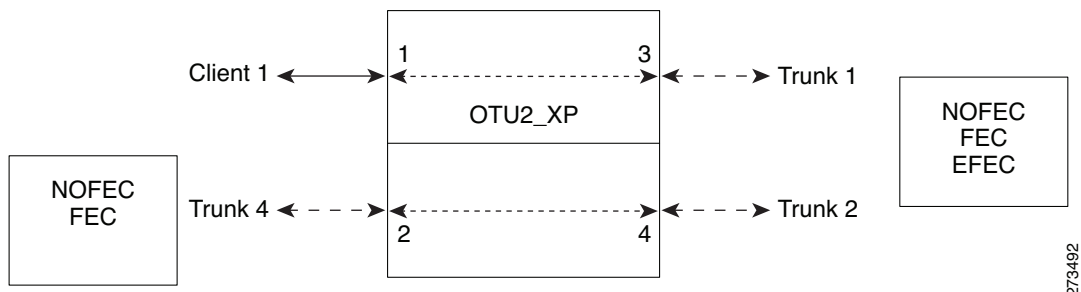 1
3
Client 1
Trunk 1
OTU2_XP
NOFEC
FEC
EFEC
NOFEC
FEC
Trunk 4
Trunk 2
2
4
273492